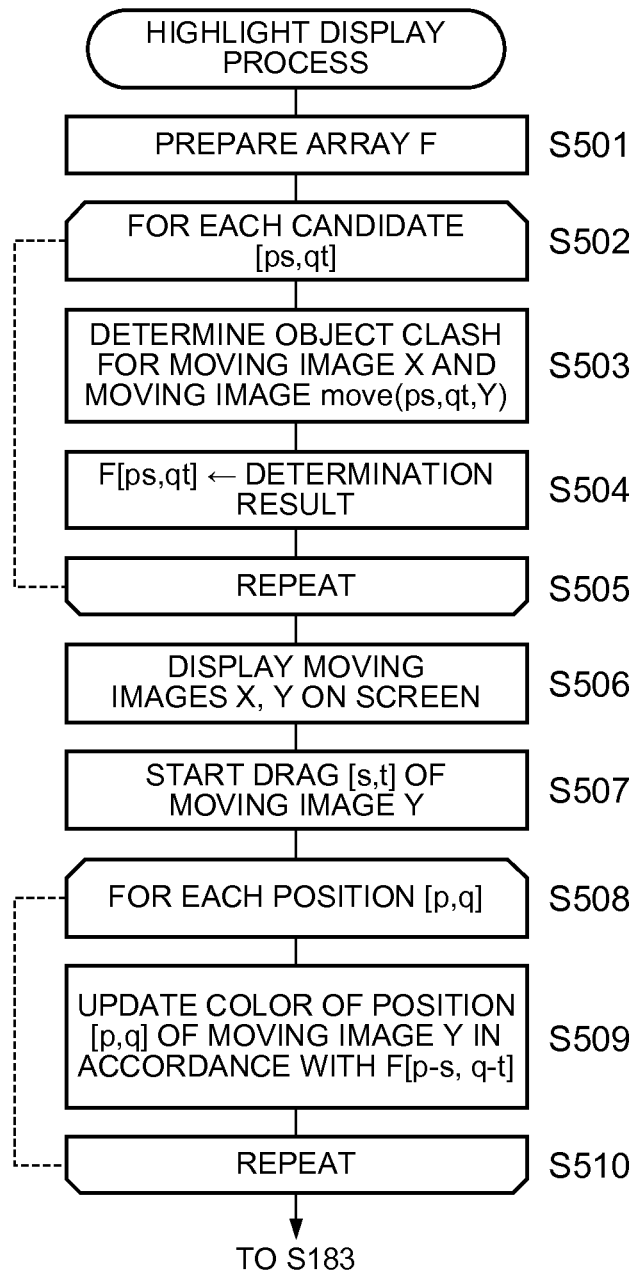 HIGHLIGHT DISPLAY
PROCESS
PREPARE ARRAY F
S501
FOR EACH CANDIDATE
[ps,qt]
S502
DETERMINE OBJECT CLASH
FOR MOVING IMAGE X AND
MOVING IMAGE move(ps,qt,Y)
S503
F[ps,qt] ← DETERMINATION
RESULT
S504
REPEAT
S505
DISPLAY MOVING
IMAGES X, Y ON SCREEN
S506
START DRAG [s,t] OF
MOVING IMAGE Y
S507
FOR EACH POSITION [p,q]
S508
UPDATE COLOR OF POSITION
[p,q] OF MOVING IMAGE Y IN
ACCORDANCE WITH F[p-s, q-t]
S509
REPEAT
S510
TO S183